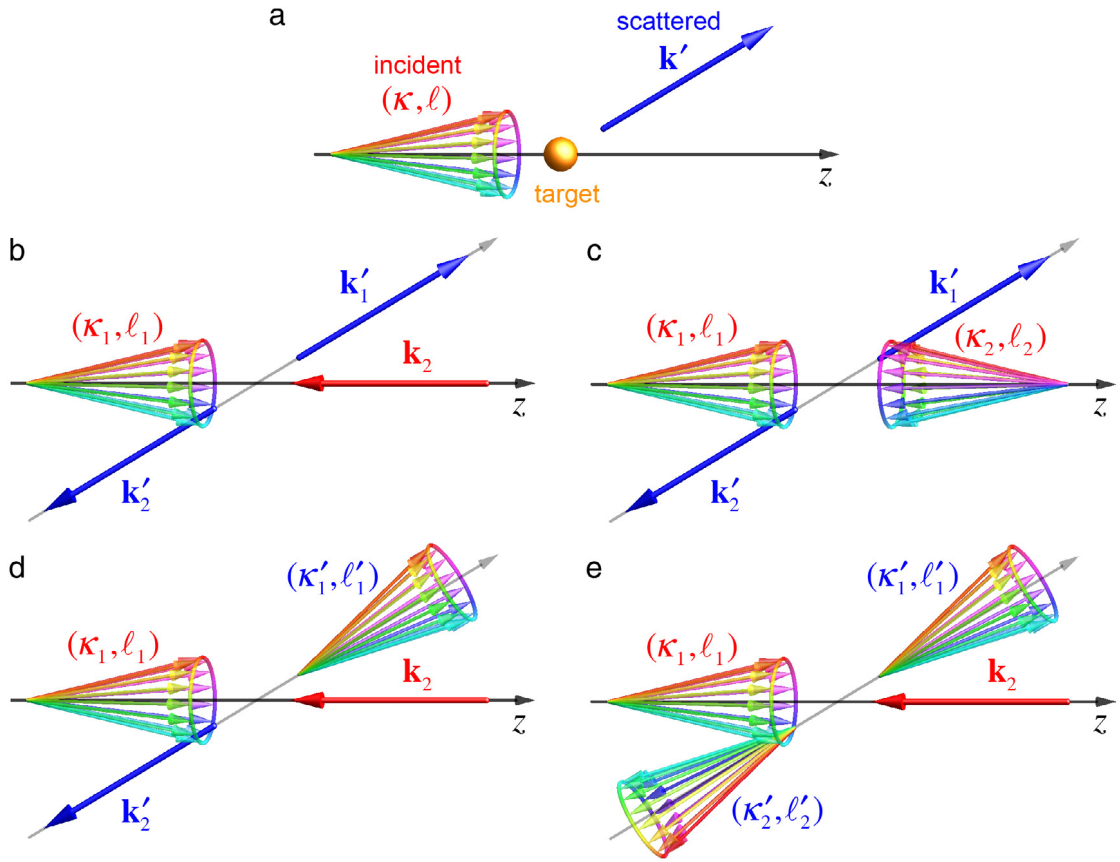 a
scattered
k′
incident
(κ,ℓ)
z
target
b
k′₁
(κ₁,ℓ₁)
k₂
z
k′₂
c
k′₁
(κ₁,ℓ₁)
(κ₂,ℓ₂)
z
k′₂
d
(κ′₁,ℓ′₁)
(κ₁,ℓ₁)
k₂
z
k′₂
e
(κ′₁,ℓ′₁)
(κ₁,ℓ₁)
k₂
z
(κ′₂,ℓ′₂)